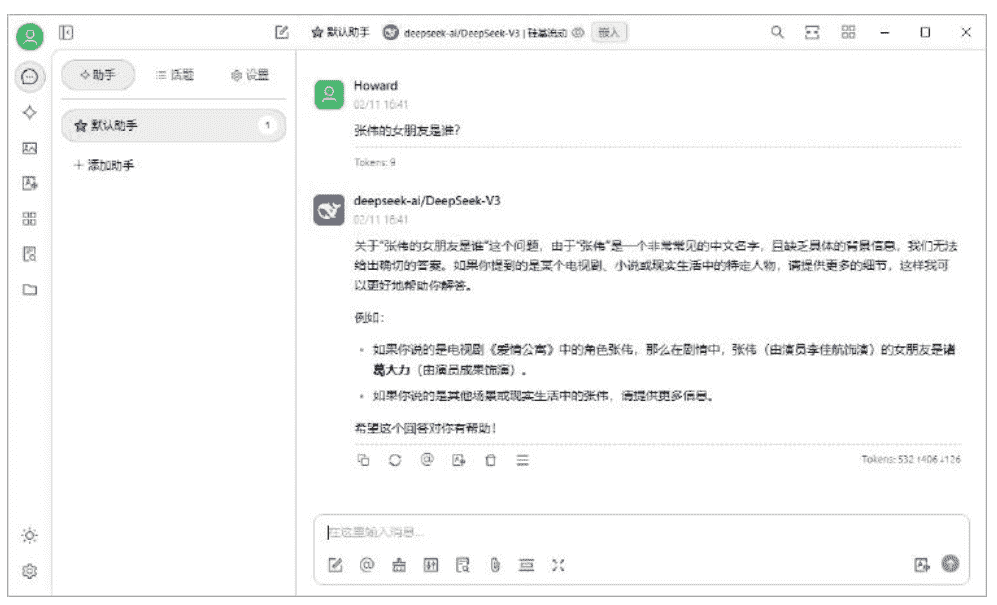 默认助手 deepseek-ai/DeepSeek-V3 | 硅基流动 嵌入
助手 话题 设置
默认助手 1
+ 添加助手
Howard
02/11 16:41
张伟的女朋友是谁?
Tokens: 9
deepseek-ai/DeepSeek-V3
02/11 16:41
关于“张伟的女朋友是谁”这个问题，由于“张伟”是一个非常常见的中文名字，且缺乏具体的背景信息，我们无法
给出确切的答案。如果你提到的是某个电视剧、小说或现实生活中的特定人物，请提供更多的细节，这样我可
以更好地帮助你解答。
例如：
• 如果你说的是电视剧《爱情公寓》中的角色张伟，那么在剧情中，张伟（由演员李佳航饰演）的女朋友是诸
葛大力（由演员成果饰演）。
• 如果你说的是其他场景或现实生活中的张伟，请提供更多信息。
希望这个回答对你有帮助！
Tokens: 532 ↑406 ↓126
在这里输入消息...